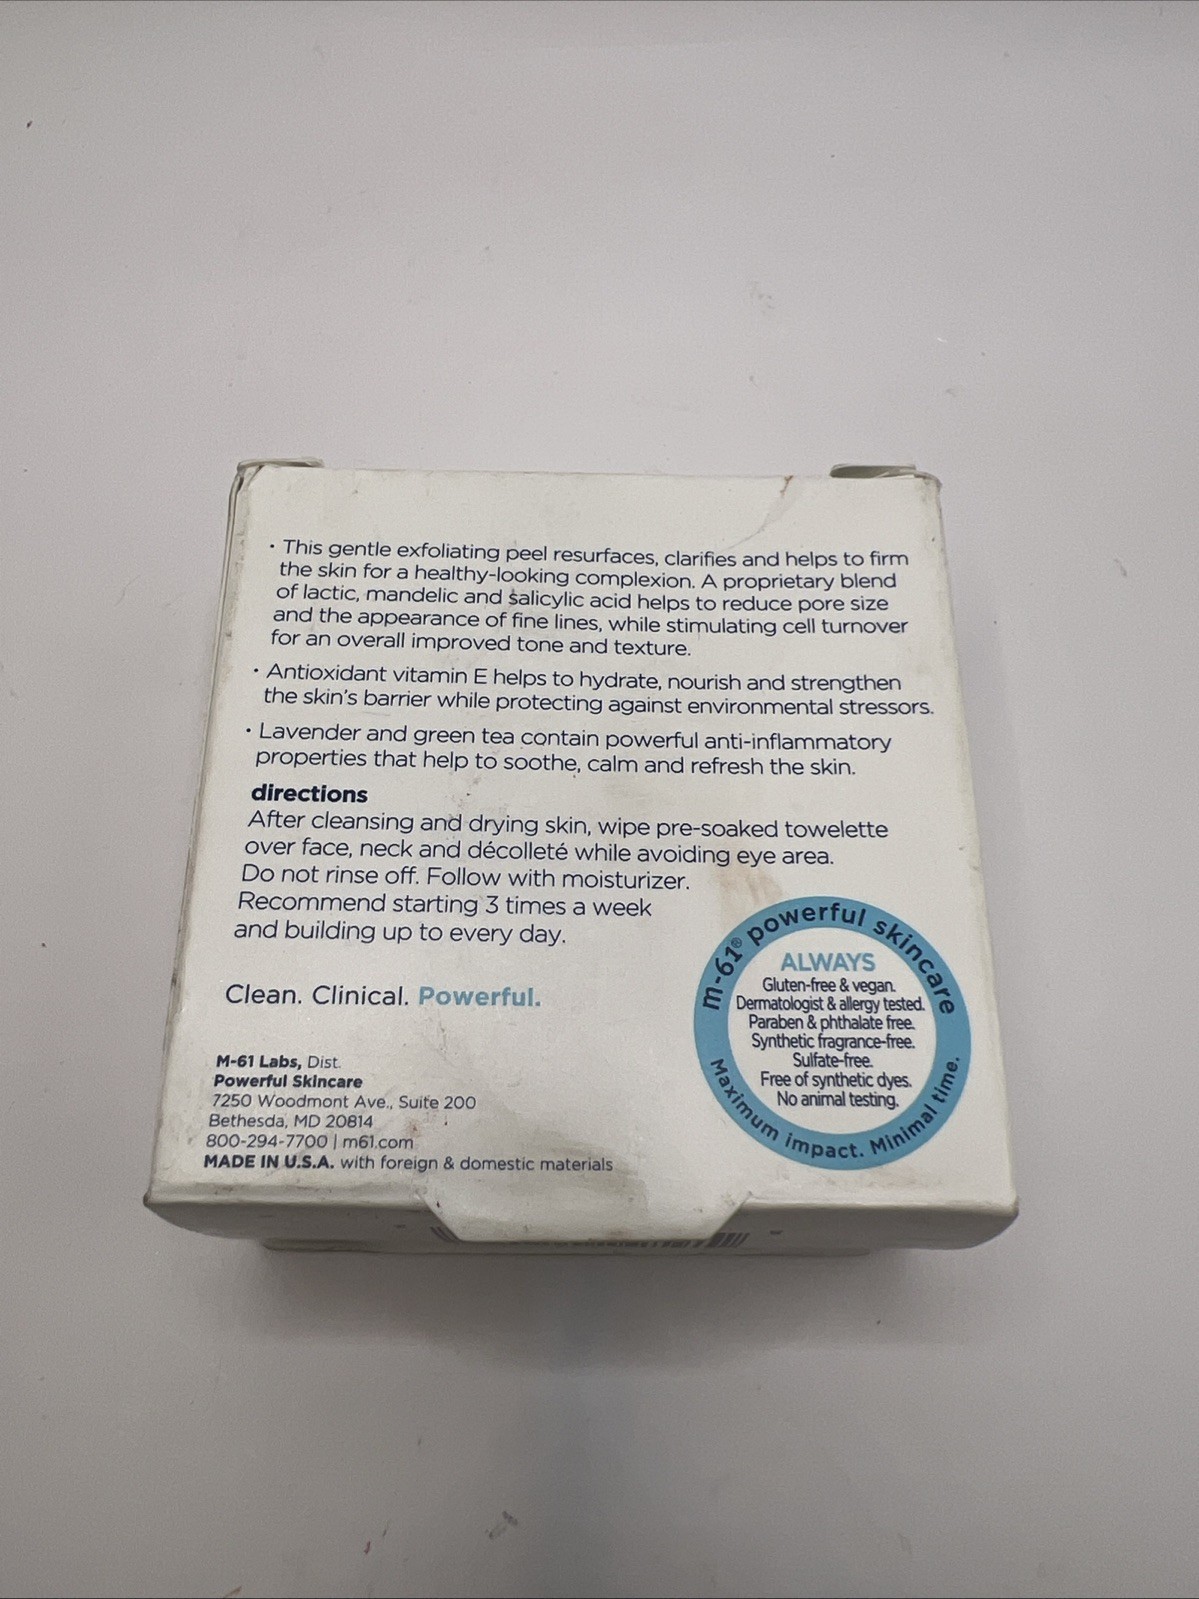 · This gentle exfoliating peel resurfaces, clarifies and helps to firm
the skin for a healthy-looking complexion. A proprietary blend
of lactic, mandelic and salicylic acid helps to reduce pore size
and the appearance of fine lines, while stimulating cell turnover
for an overall improved tone and texture.
· Antioxidant vitamin E helps to hydrate, nourish and strengthen
the skin's barrier while protecting against environmental stressors.
· Lavender and green tea contain powerful anti-inflammatory
properties that help to soothe, calm and refresh the skin.
directions
After cleansing and drying skin, wipe pre-soaked towelette
over face, neck and décolleté while avoiding eye area.
Do not rinse off. Follow with moisturizer.
Recommend starting 3 times a week
and building up to every day.
Clean. Clinical. Powerful.
M-61 Labs, Dist.
Powerful Skincare
7250 Woodmont Ave., Suite 200
Bethesda, MD 20814
800-294-7700 | m61.com
MADE IN U.S.A. with foreign & domestic materials
m-61® powerful skincare
ALWAYS
Gluten-free & vegan.
Dermatologist & allergy tested.
Paraben & phthalate free.
Synthetic fragrance-free.
Sulfate-free.
Free of synthetic dyes.
No animal testing.
Maximum impact. Minimal time.